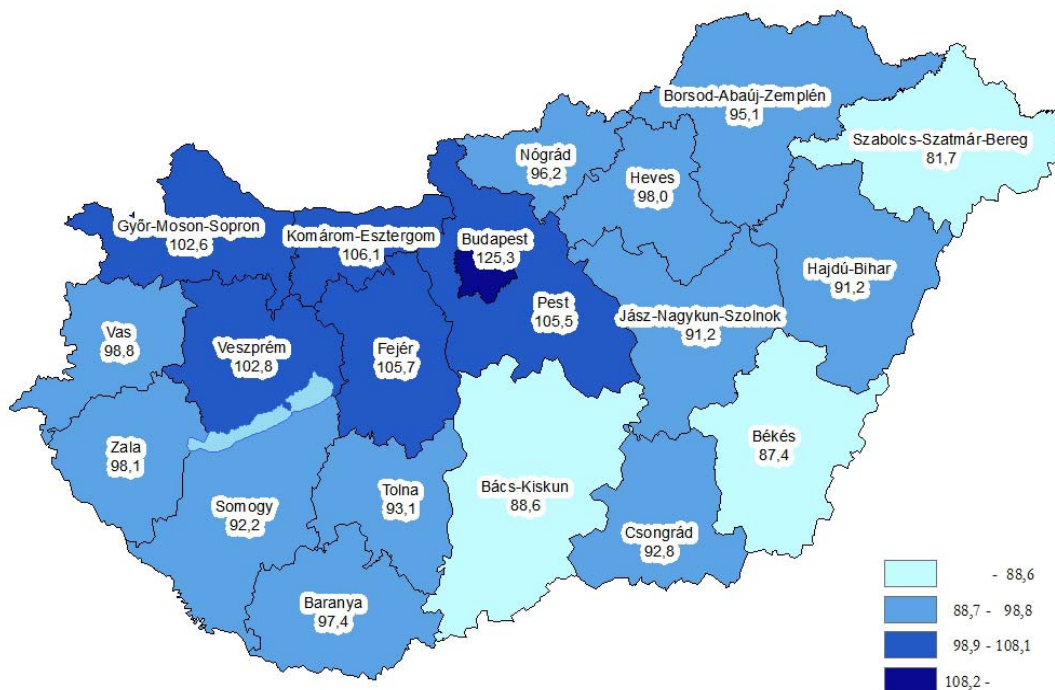 Borsod-Abaúj-Zemplén
95,1
Szabolcs-Szatmár-Bereg
81,7
Nógrád
96,2
Heves
98,0
Győr-Moson-Sopron
102,6
Komárom-Esztergom
106,1
Budapest
125,3
Hajdú-Bihar
91,2
Pest
105,5
Jász-Nagykun-Szolnok
91,2
Vas
98,8
Veszprém
102,8
Fejér
105,7
Zala
98,1
Békés
87,4
Somogy
92,2
Tolna
93,1
Bács-Kiskun
88,6
Csongrád
92,8
Baranya
97,4
- 88,6
88,7 - 98,8
98,9 - 108,1
108,2 -